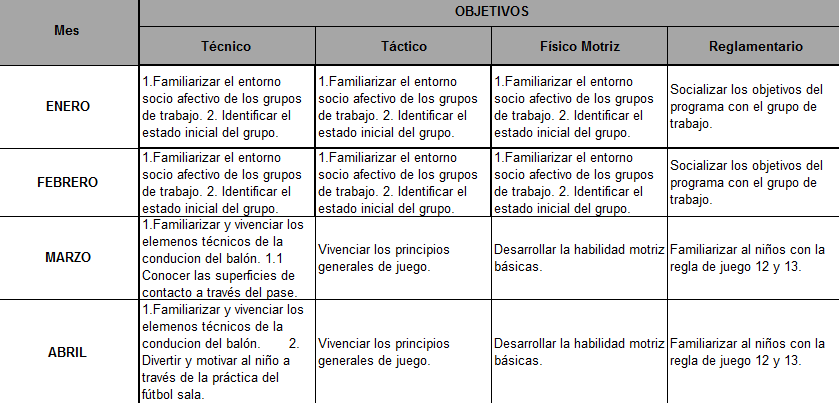 Mes
OBJETIVOS
Técnico
Táctico
Físico Motriz
Reglamentario
ENERO
1.Familiarizar el entorno
socio afectivo de los grupos
de trabajo. 2. Identificar el
estado inicial del grupo.
1.Familiarizar el entorno
socio afectivo de los grupos
de trabajo. 2. Identificar el
estado inicial del grupo.
1.Familiarizar el entorno
socio afectivo de los grupos
de trabajo. 2. Identificar el
estado inicial del grupo.
Socializar los objetivos del
programa con el grupo de
trabajo.
FEBRERO
1.Familiarizar el entorno
socio afectivo de los grupos
de trabajo. 2. Identificar el
estado inicial del grupo.
1.Familiarizar el entorno
socio afectivo de los grupos
de trabajo. 2. Identificar el
estado inicial del grupo.
1.Familiarizar el entorno
socio afectivo de los grupos
de trabajo. 2. Identificar el
estado inicial del grupo.
Socializar los objetivos del
programa con el grupo de
trabajo.
MARZO
1.Familiarizar y vivenciar los
elemenos técnicos de la
conducion del balón. 1.1
Conocer las superficies de
contacto a través del pase.
Vivenciar los principios
generales de juego.
Desarrollar la habilidad motriz
básicas.
Familiarizar al niños con la
regla de juego 12 y 13.
ABRIL
1.Familiarizar y vivenciar los
elemenos técnicos de la
conducion del balón. 2.
Divertir y motivar al niño a
través de la práctica del
fútbol sala.
Vivenciar los principios
generales de juego.
Desarrollar la habilidad motriz
básicas.
Familiarizar al niños con la
regla de juego 12 y 13.